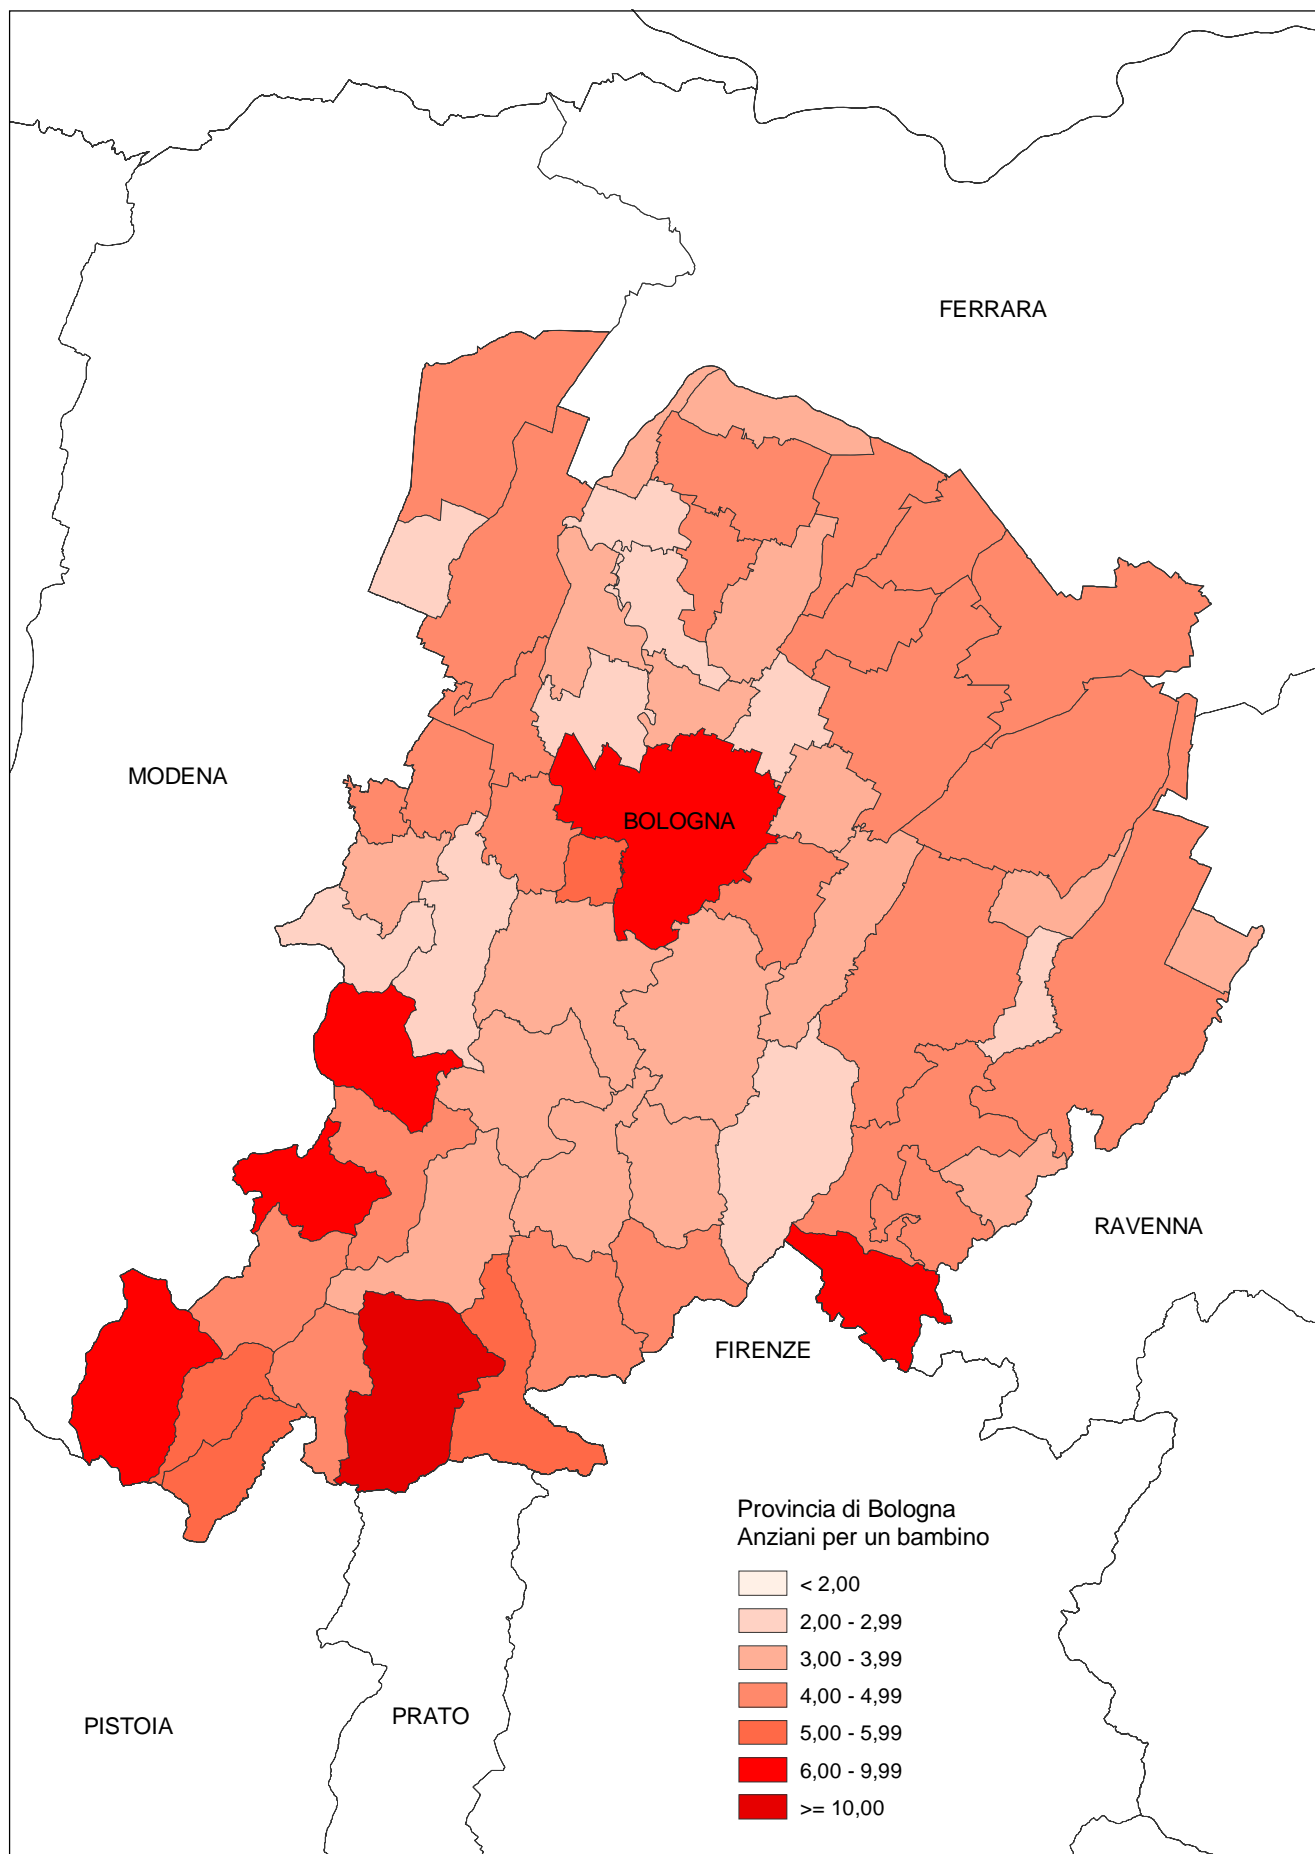 FERRARA
MODENA
BOLOGNA
RAVENNA
FIRENZE
Provincia di Bologna
Anziani per un bambino
< 2,00
2,00 - 2,99
3,00 - 3,99
4,00 - 4,99
5,00 - 5,99
6,00 - 9,99
>= 10,00
PRATO
PISTOIA